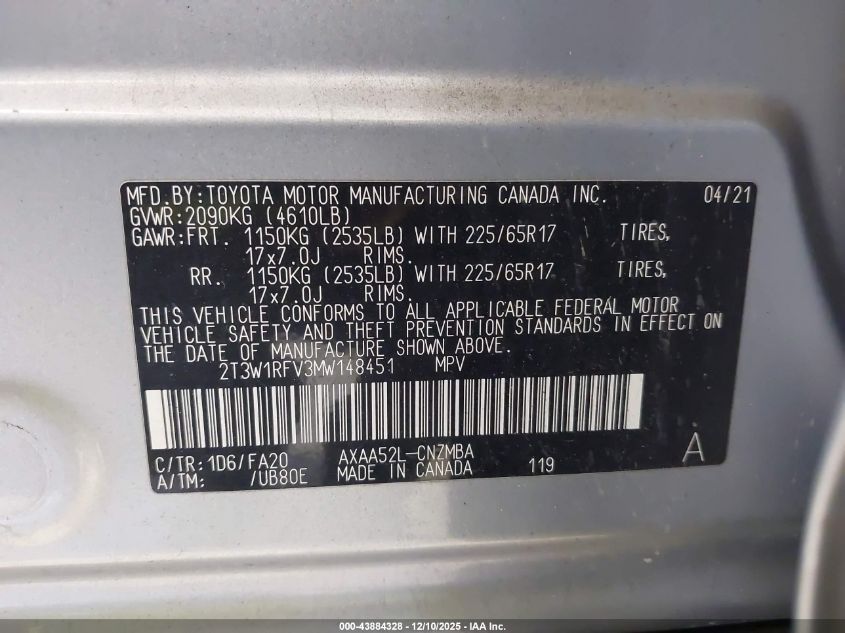 MFD.BY:TOYOTA MOTOR MANUFACTURING CANADA INC. 04/21
GVWR:2090KG (4610LB)
GAWR:FRT. 1150KG (2535LB) WITH 225/65R17 TIRES,
17x7.0J RIMS.
RR. 1150KG (2535LB) WITH 225/65R17 TIRES,
17x7.0J RIMS.
THIS VEHICLE CONFORMS TO ALL APPLICABLE FEDERAL MOTOR
VEHICLE SAFETY AND THEFT PREVENTION STANDARDS IN EFFECT ON
THE DATE OF MANUFACTURE SHOWN ABOVE.
2T3W1RFV3MW148451 MPV
C/TR: 1D6/FA20 AXAA52L-CNZMBA A
A/TM: /UB80E MADE IN CANADA 119
000-43884328 - 12/10/2025 - IAA Inc.